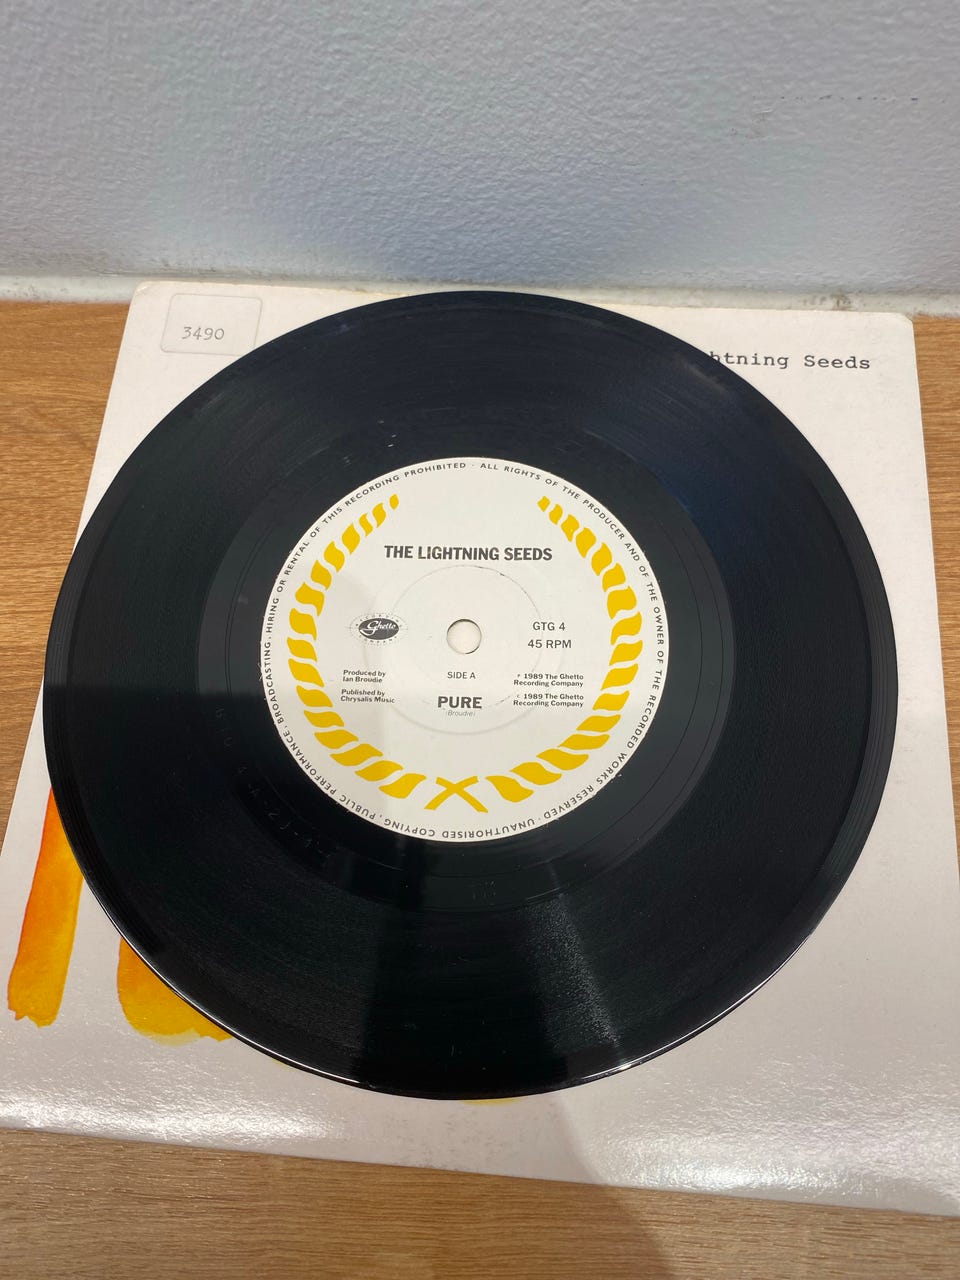 3490
htning Seeds
UNAUTHORISED COPYING, PUBLIC PERFORMANCE, BROADCASTING, HIRING OR RENTAL OF THIS RECORDING PROHIBITED · ALL RIGHTS OF THE PRODUCER AND OF THE OWNER OF THE RECORDED WORKS RESERVED ·
THE LIGHTNING SEEDS
Ghetto
GTG 4
45 RPM
Produced by
Ian Broudie
Published by
Chrysalis Music
SIDE A
PURE
(Broudie)
℗ 1989 The Ghetto
Recording Company
© 1989 The Ghetto
Recording Company